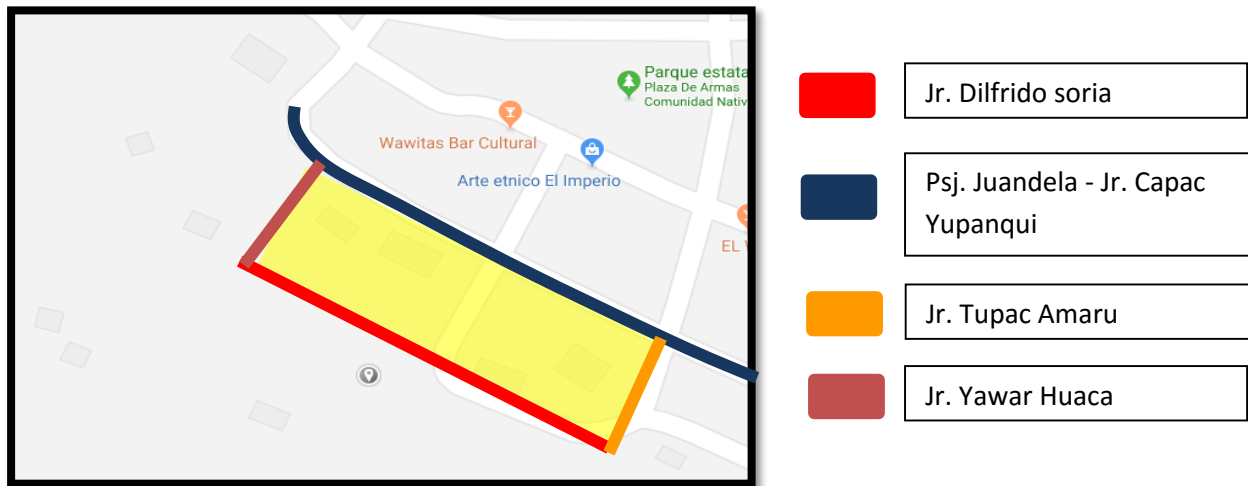 Parque estata
Plaza De Armas
Comunidad Nativ
Wawitas Bar Cultural
Arte etnico El Imperio
EL
Jr. Dilfrido soria
Psj. Juandela - Jr. Capac
Yupanqui
Jr. Tupac Amaru
Jr. Yawar Huaca